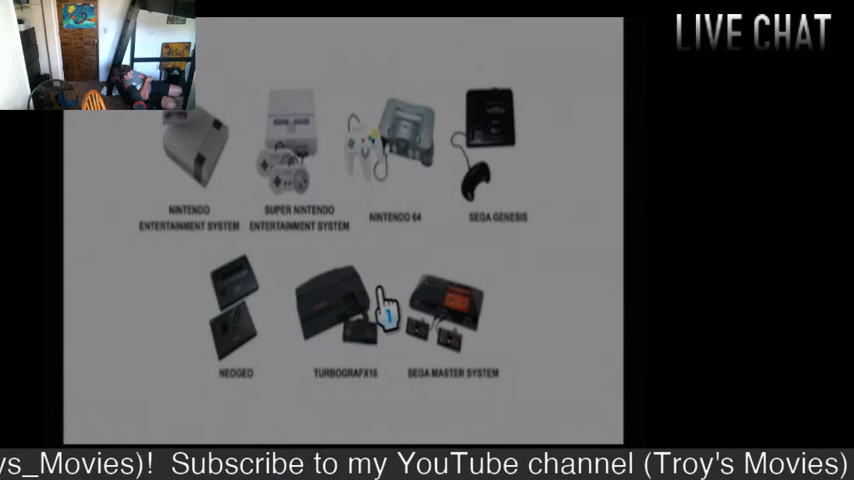 LIVE CHAT
NINTENDO
ENTERTAINMENT SYSTEM
SUPER NINTENDO
ENTERTAINMENT SYSTEM
NINTENDO 64
SEGA GENESIS
1
NEOGEO
TURBOGRAFX16
SEGA MASTER SYSTEM
ys_Movies)! Subscribe to my YouTube channel (Troy's Movies)